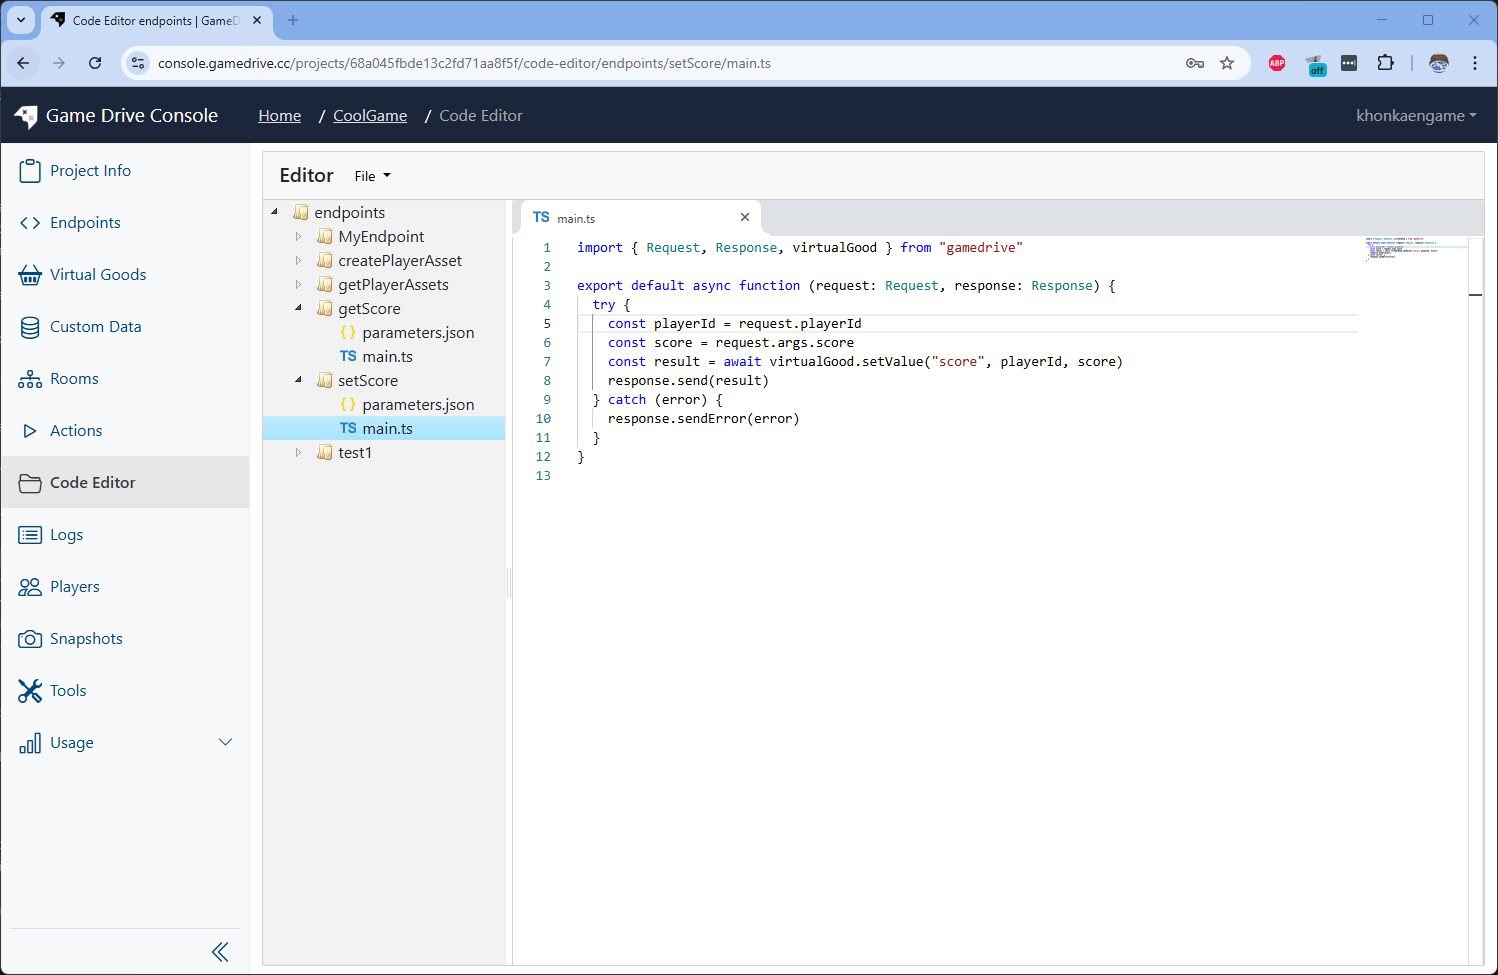 Code Editor endpoints | GameD
console.gamedrive.cc/projects/68a045fbde13c2fd71aa8f5f/code-editor/endpoints/setScore/main.ts
ABP
off
Game Drive Console
Home / CoolGame / Code Editor
khonkaengame
Project Info
Endpoints
Virtual Goods
Custom Data
Rooms
Actions
Code Editor
Logs
Players
Snapshots
Tools
Usage
Editor
File
endpoints
MyEndpoint
createPlayerAsset
getPlayerAssets
getScore
{} parameters.json
TS main.ts
setScore
{} parameters.json
TS main.ts
test1
TS main.ts
1 import { Request, Response, virtualGood } from "gamedrive"
2
3 export default async function (request: Request, response: Response) {
4 try {
5 const playerId = request.playerId
6 const score = request.args.score
7 const result = await virtualGood.setValue("score", playerId, score)
8 response.send(result)
9 } catch (error) {
10 response.sendError(error)
11 }
12 }
13